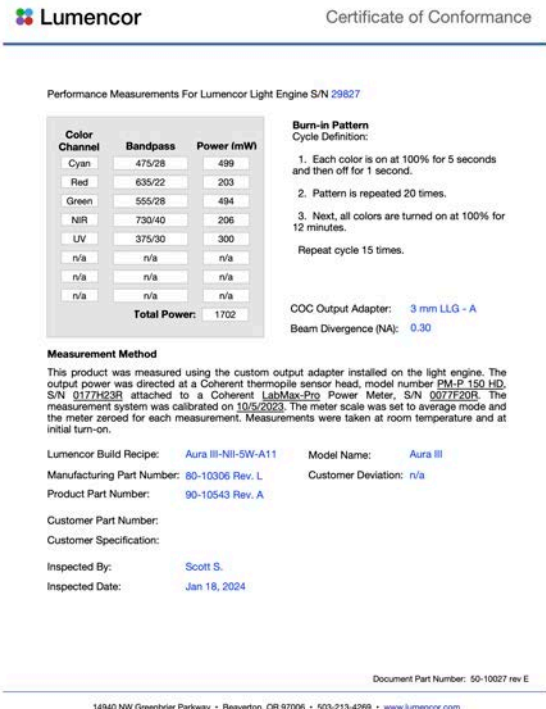 Lumencor
Certificate of Conformance
Performance Measurements For Lumencor Light Engine S/N 29827
Color Channel Bandpass Power (mW)
Cyan 475/28 499
Red 635/22 203
Green 555/28 494
NIR 730/40 206
UV 375/30 300
n/a n/a n/a
n/a n/a n/a
n/a n/a n/a
Total Power: 1702
Burn-in Pattern
Cycle Definition:
1. Each color is on at 100% for 5 seconds
and then off for 1 second.
2. Pattern is repeated 20 times.
3. Next, all colors are turned on at 100% for
12 minutes.
Repeat cycle 15 times.
COC Output Adapter: 3 mm LLG - A
Beam Divergence (NA): 0.30
Measurement Method
This product was measured using the custom output adapter installed on the light engine. The
output power was directed at a Coherent thermopile sensor head, model number PM-P 150 HD,
S/N 0177H23R attached to a Coherent LabMax-Pro Power Meter, S/N 0077F20R. The
measurement system was calibrated on 10/5/2023. The meter scale was set to average mode and
the meter zeroed for each measurement. Measurements were taken at room temperature and at
initial turn-on.
Lumencor Build Recipe: Aura III-NII-5W-A11 Model Name: Aura III
Manufacturing Part Number: 80-10306 Rev. L Customer Deviation: n/a
Product Part Number: 90-10543 Rev. A
Customer Part Number:
Customer Specification:
Inspected By: Scott S.
Inspected Date: Jan 18, 2024
Document Part Number: 50-10027 rev E
14940 NW Greenbrier Parkway • Beaverton, OR 97006 • 503-213-4269 • www.lumencor.com